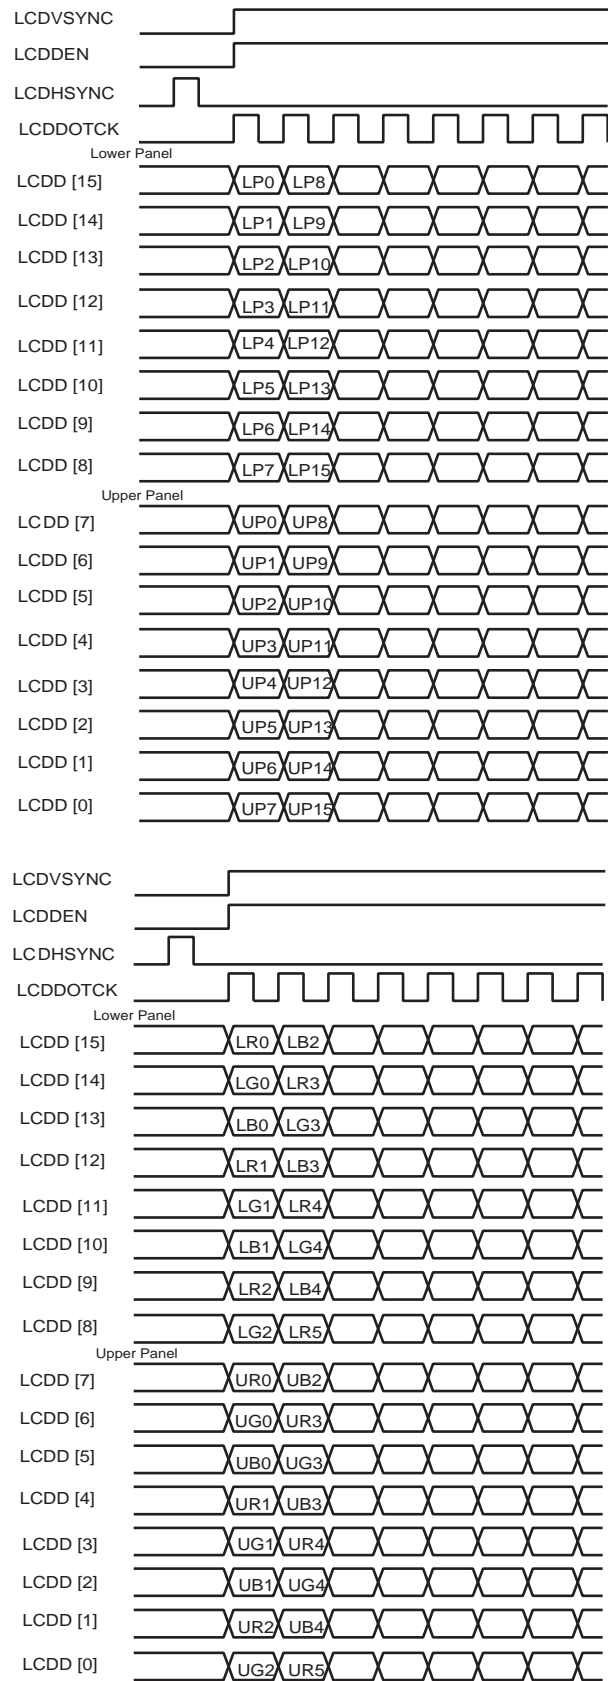 LCDVSYNC
LCDDEN
LCDHSYNC
LCDDOTCK
Lower Panel
LCDD [15] LP0 LP8
LCDD [14] LP1 LP9
LCDD [13] LP2 LP10
LCDD [12] LP3 LP11
LCDD [11] LP4 LP12
LCDD [10] LP5 LP13
LCDD [9] LP6 LP14
LCDD [8] LP7 LP15
Upper Panel
LCDD [7] UP0 UP8
LCDD [6] UP1 UP9
LCDD [5] UP2 UP10
LCDD [4] UP3 UP11
LCDD [3] UP4 UP12
LCDD [2] UP5 UP13
LCDD [1] UP6 UP14
LCDD [0] UP7 UP15
LCDVSYNC
LCDDEN
LCDHSYNC
LCDDOTCK
Lower Panel
LCDD [15] LR0 LB2
LCDD [14] LG0 LR3
LCDD [13] LB0 LG3
LCDD [12] LR1 LB3
LCDD [11] LG1 LR4
LCDD [10] LB1 LG4
LCDD [9] LR2 LB4
LCDD [8] LG2 LR5
Upper Panel
LCDD [7] UR0 UB2
LCDD [6] UG0 UR3
LCDD [5] UB0 UG3
LCDD [4] UR1 UB3
LCDD [3] UG1 UR4
LCDD [2] UB1 UG4
LCDD [1] UR2 UB4
LCDD [0] UG2 UR5